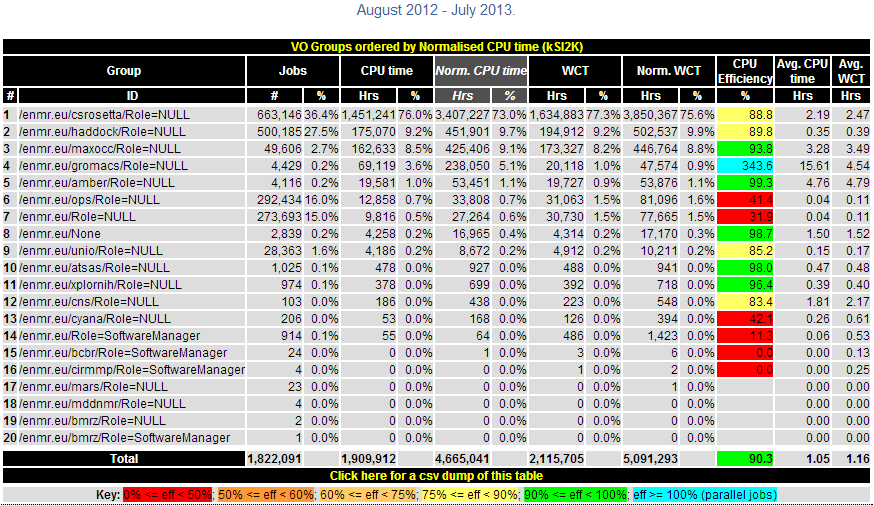 August 2012 - July 2013.
VO Groups ordered by Normalised CPU time (kSI2K)
Group Jobs CPU time Norm. CPU time WCT Norm. WCT CPU Efficiency Avg. CPU time Avg. WCT
# ID # % Hrs % Hrs % Hrs % Hrs % % Hrs Hrs
1 /enmr.eu/csrosetta/Role=NULL 663,146 36.4% 1,451,241 76.0% 3,407,227 73.0% 1,634,883 77.3% 3,850,367 75.6% 88.8 2.19 2.47
2 /enmr.eu/haddock/Role=NULL 500,185 27.5% 175,070 9.2% 451,901 9.7% 194,912 9.2% 502,537 9.9% 89.8 0.35 0.39
3 /enmr.eu/maxocc/Role=NULL 49,606 2.7% 162,633 8.5% 425,406 9.1% 173,327 8.2% 446,764 8.8% 93.8 3.28 3.49
4 /enmr.eu/gromacs/Role=NULL 4,429 0.2% 69,119 3.6% 238,050 5.1% 20,118 1.0% 47,574 0.9% 343.6 15.61 4.54
5 /enmr.eu/amber/Role=NULL 4,116 0.2% 19,581 1.0% 53,451 1.1% 19,727 0.9% 53,876 1.1% 99.3 4.76 4.79
6 /enmr.eu/ops/Role=NULL 292,434 16.0% 12,858 0.7% 33,808 0.7% 31,063 1.5% 81,096 1.6% 41.4 0.04 0.11
7 /enmr.eu/Role=NULL 273,693 15.0% 9,816 0.5% 27,264 0.6% 30,730 1.5% 77,665 1.5% 31.9 0.04 0.11
8 /enmr.eu/None 2,839 0.2% 4,258 0.2% 16,965 0.4% 4,314 0.2% 17,170 0.3% 98.7 1.50 1.52
9 /enmr.eu/unio/Role=NULL 28,363 1.6% 4,186 0.2% 8,672 0.2% 4,912 0.2% 10,211 0.2% 85.2 0.15 0.17
10 /enmr.eu/atsas/Role=NULL 1,025 0.1% 478 0.0% 927 0.0% 488 0.0% 941 0.0% 98.0 0.47 0.48
11 /enmr.eu/xplornih/Role=NULL 974 0.1% 378 0.0% 699 0.0% 392 0.0% 718 0.0% 96.4 0.39 0.40
12 /enmr.eu/cns/Role=NULL 103 0.0% 186 0.0% 438 0.0% 223 0.0% 548 0.0% 83.4 1.81 2.17
13 /enmr.eu/cyana/Role=NULL 206 0.0% 53 0.0% 168 0.0% 126 0.0% 394 0.0% 42.1 0.26 0.61
14 /enmr.eu/Role=SoftwareManager 914 0.1% 55 0.0% 64 0.0% 486 0.0% 1,423 0.0% 11.3 0.06 0.53
15 /enmr.eu/bcbr/Role=SoftwareManager 24 0.0% 0 0.0% 1 0.0% 3 0.0% 6 0.0% 0.0 0.00 0.13
16 /enmr.eu/cirmmp/Role=SoftwareManager 4 0.0% 0 0.0% 0 0.0% 1 0.0% 2 0.0% 0.0 0.00 0.25
17 /enmr.eu/mars/Role=NULL 23 0.0% 0 0.0% 0 0.0% 0 0.0% 1 0.0% 0.00 0.00
18 /enmr.eu/mddnmr/Role=NULL 4 0.0% 0 0.0% 0 0.0% 0 0.0% 0 0.0% 0.00 0.00
19 /enmr.eu/bmrz/Role=NULL 2 0.0% 0 0.0% 0 0.0% 0 0.0% 0 0.0% 0.00 0.00
20 /enmr.eu/bmrz/Role=SoftwareManager 1 0.0% 0 0.0% 0 0.0% 0 0.0% 0 0.0% 0.00 0.00
Total 1,822,091 1,909,912 4,665,041 2,115,705 5,091,293 90.3 1.05 1.16
Click here for a csv dump of this table
Key: 0% <= eff < 50%; 50% <= eff < 60%; 60% <= eff < 75%; 75% <= eff < 90%; 90% <= eff < 100%; eff >= 100% (parallel jobs)